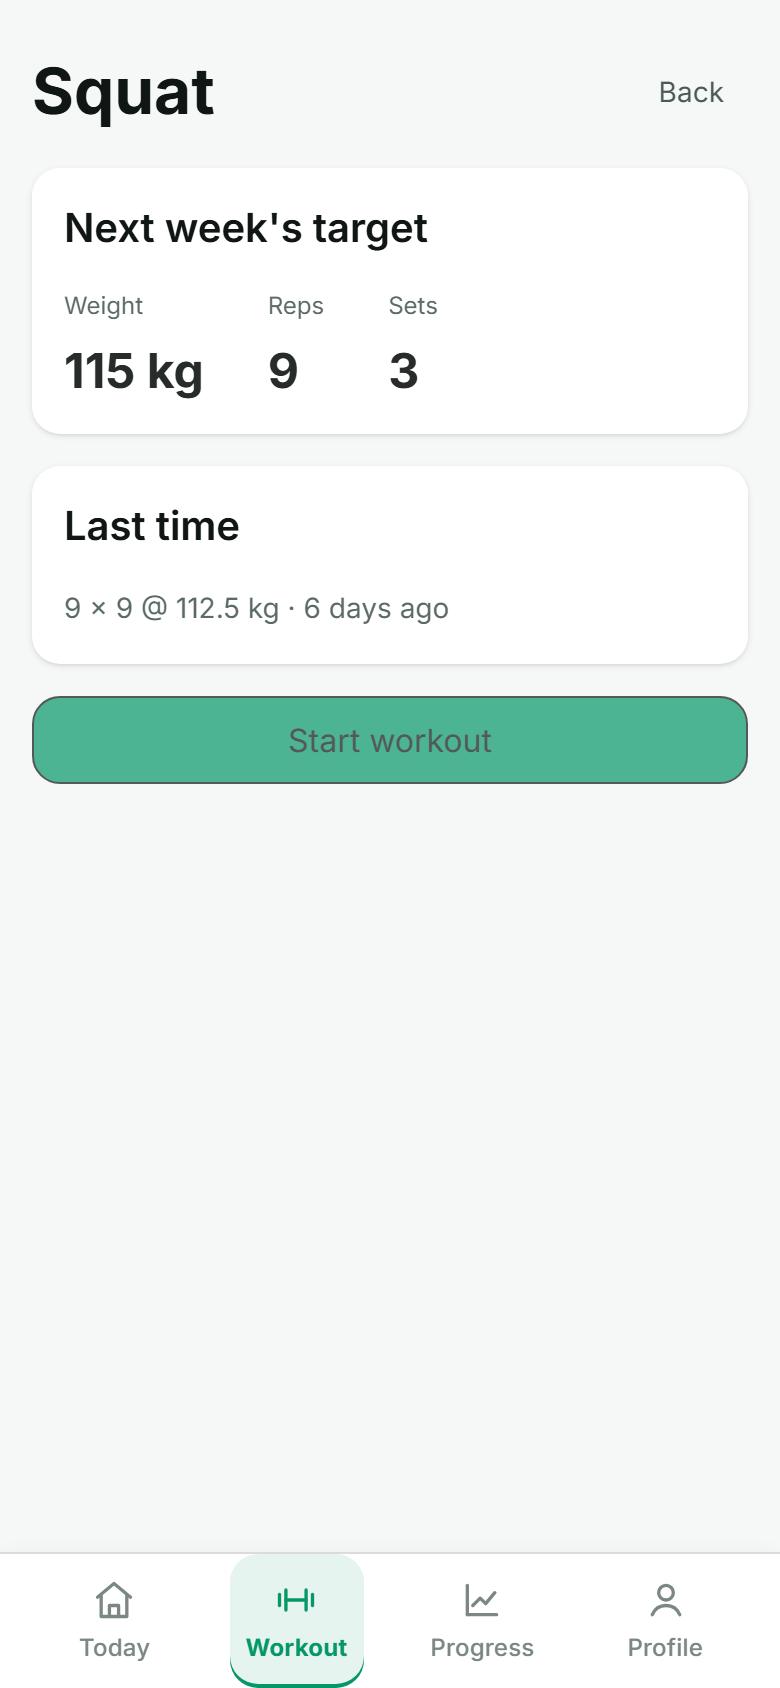 Squat
Back
Next week's target
Weight Reps Sets
115 kg 9 3
Last time
9 × 9 @ 112.5 kg · 6 days ago
Start workout
Today Workout Progress Profile